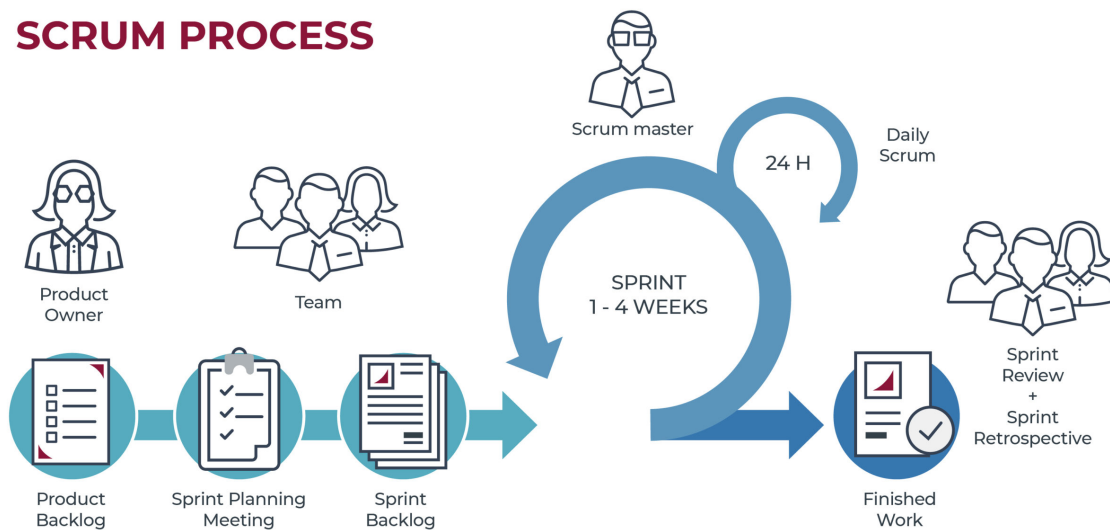 SCRUM PROCESS
Scrum master
24 H
Daily
Scrum
Product
Owner
Team
SPRINT
1 - 4 WEEKS
Sprint
Review
+
Sprint
Retrospective
Product
Backlog
Sprint Planning
Meeting
Sprint
Backlog
Finished
Work